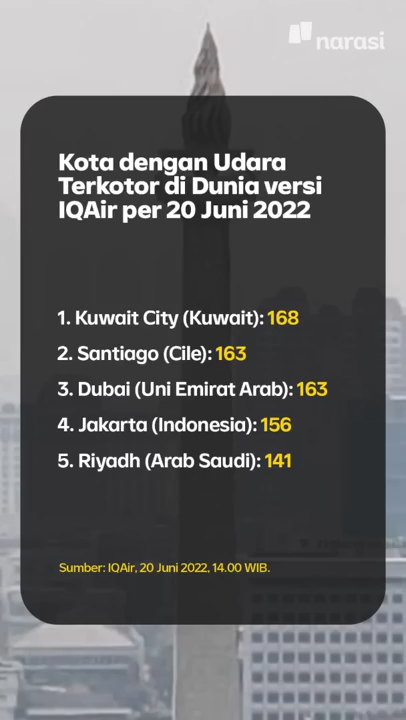 narasi
Kota dengan Udara
Terkotor di Dunia versi
IQAir per 20 Juni 2022
1. Kuwait City (Kuwait): 168
2. Santiago (Cile): 163
3. Dubai (Uni Emirat Arab): 163
4. Jakarta (Indonesia): 156
5. Riyadh (Arab Saudi): 141
Sumber: IQAir, 20 Juni 2022, 14.00 WIB.